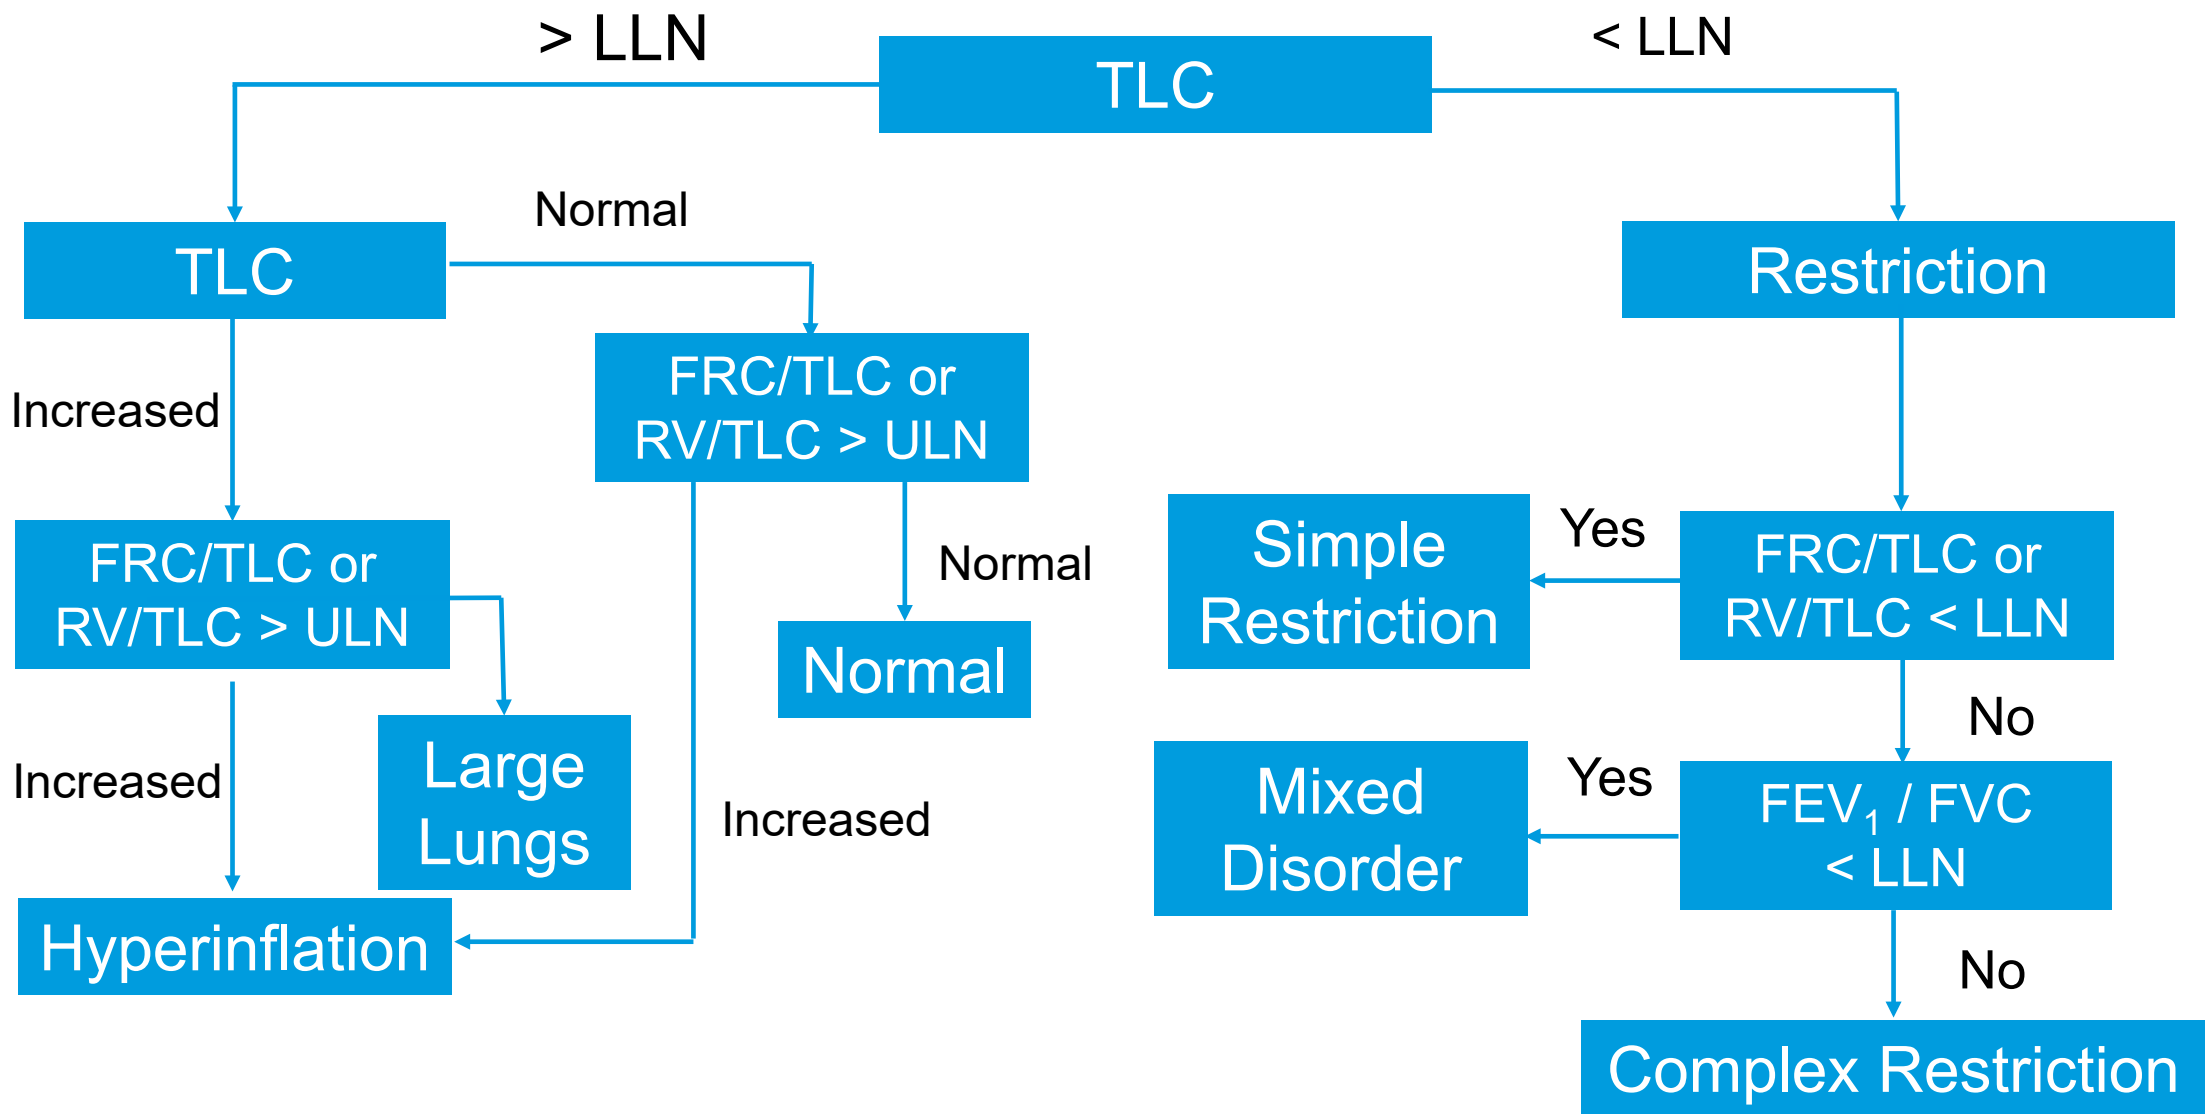 > LLN
TLC
< LLN
TLC
Normal
Restriction
Increased
FRC/TLC or
RV/TLC > ULN
FRC/TLC or
RV/TLC > ULN
Normal
Simple
Restriction
Yes
FRC/TLC or
RV/TLC < LLN
Normal
No
Increased
Large
Lungs
Increased
Mixed
Disorder
Yes
FEV₁ / FVC
< LLN
Hyperinflation
No
Complex Restriction